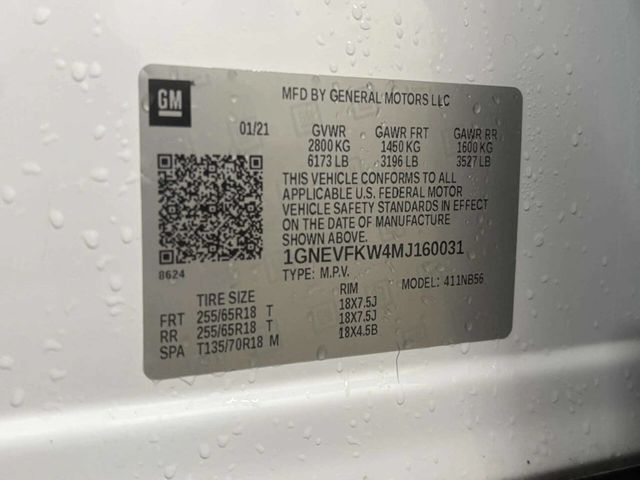 GM
MFD BY GENERAL MOTORS LLC
01/21 GVWR GAWR FRT GAWR RR
2800 KG 1450 KG 1600 KG
6173 LB 3196 LB 3527 LB
THIS VEHICLE CONFORMS TO ALL
APPLICABLE U.S. FEDERAL MOTOR
VEHICLE SAFETY STANDARDS IN EFFECT
ON THE DATE OF MANUFACTURE
SHOWN ABOVE.
8624 1GNEVFKW4MJ160031
TYPE: M.P.V. MODEL: 411NB56
TIRE SIZE RIM
FRT 255/65R18 T 18X7.5J
RR 255/65R18 T 18X7.5J
SPA T135/70R18 M 18X4.5B